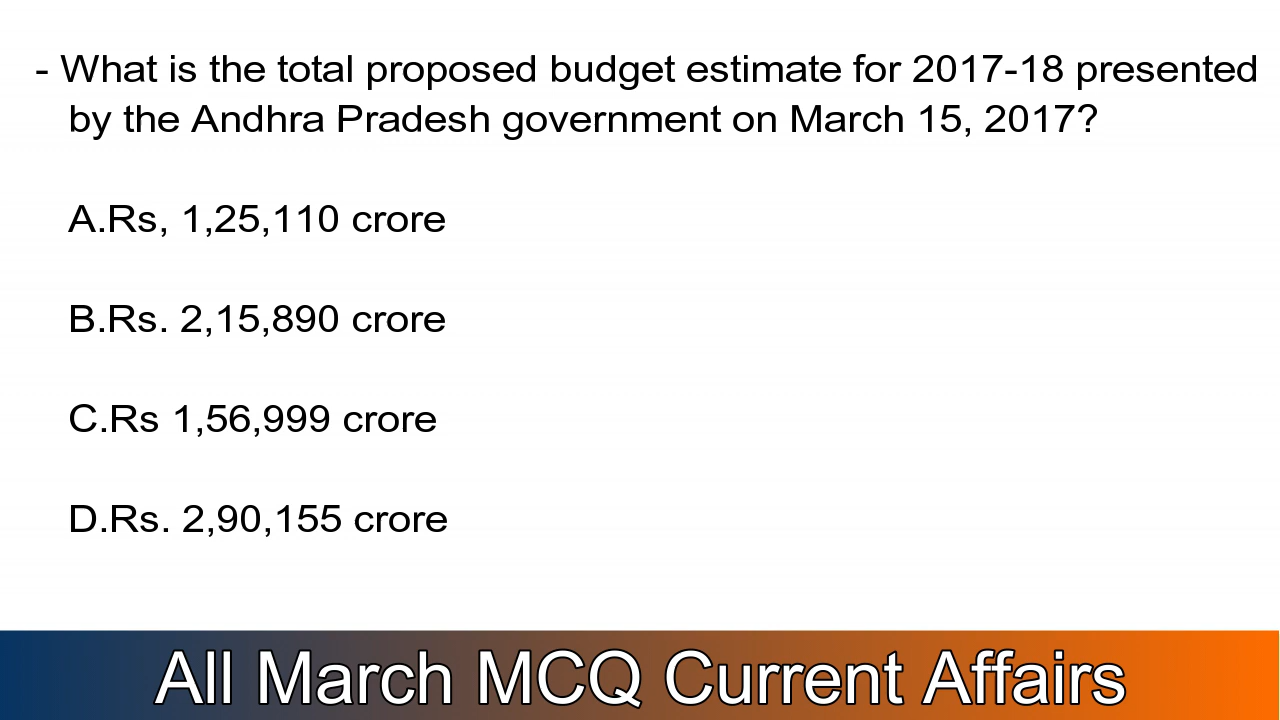 - What is the total proposed budget estimate for 2017-18 presented
by the Andhra Pradesh government on March 15, 2017?
A.Rs, 1,25,110 crore
B.Rs. 2,15,890 crore
C.Rs 1,56,999 crore
D.Rs. 2,90,155 crore
All March MCQ Current Affairs